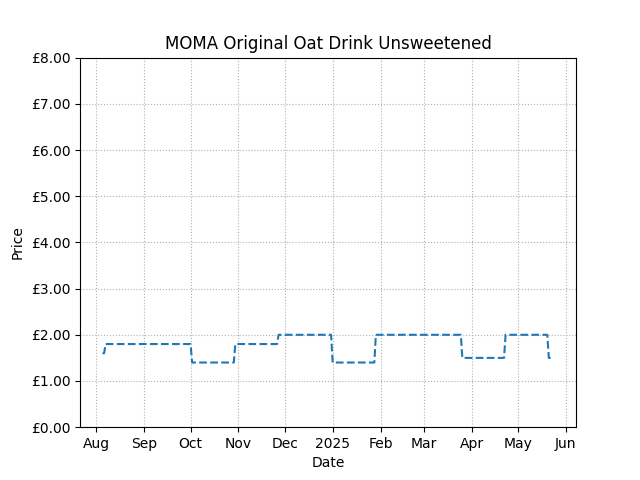 MOMA Original Oat Drink Unsweetened
£8.00
£7.00
£6.00
£5.00
£4.00
£3.00
£2.00
£1.00
£0.00
Price
Aug Sep Oct Nov Dec 2025 Feb Mar Apr May Jun
Date